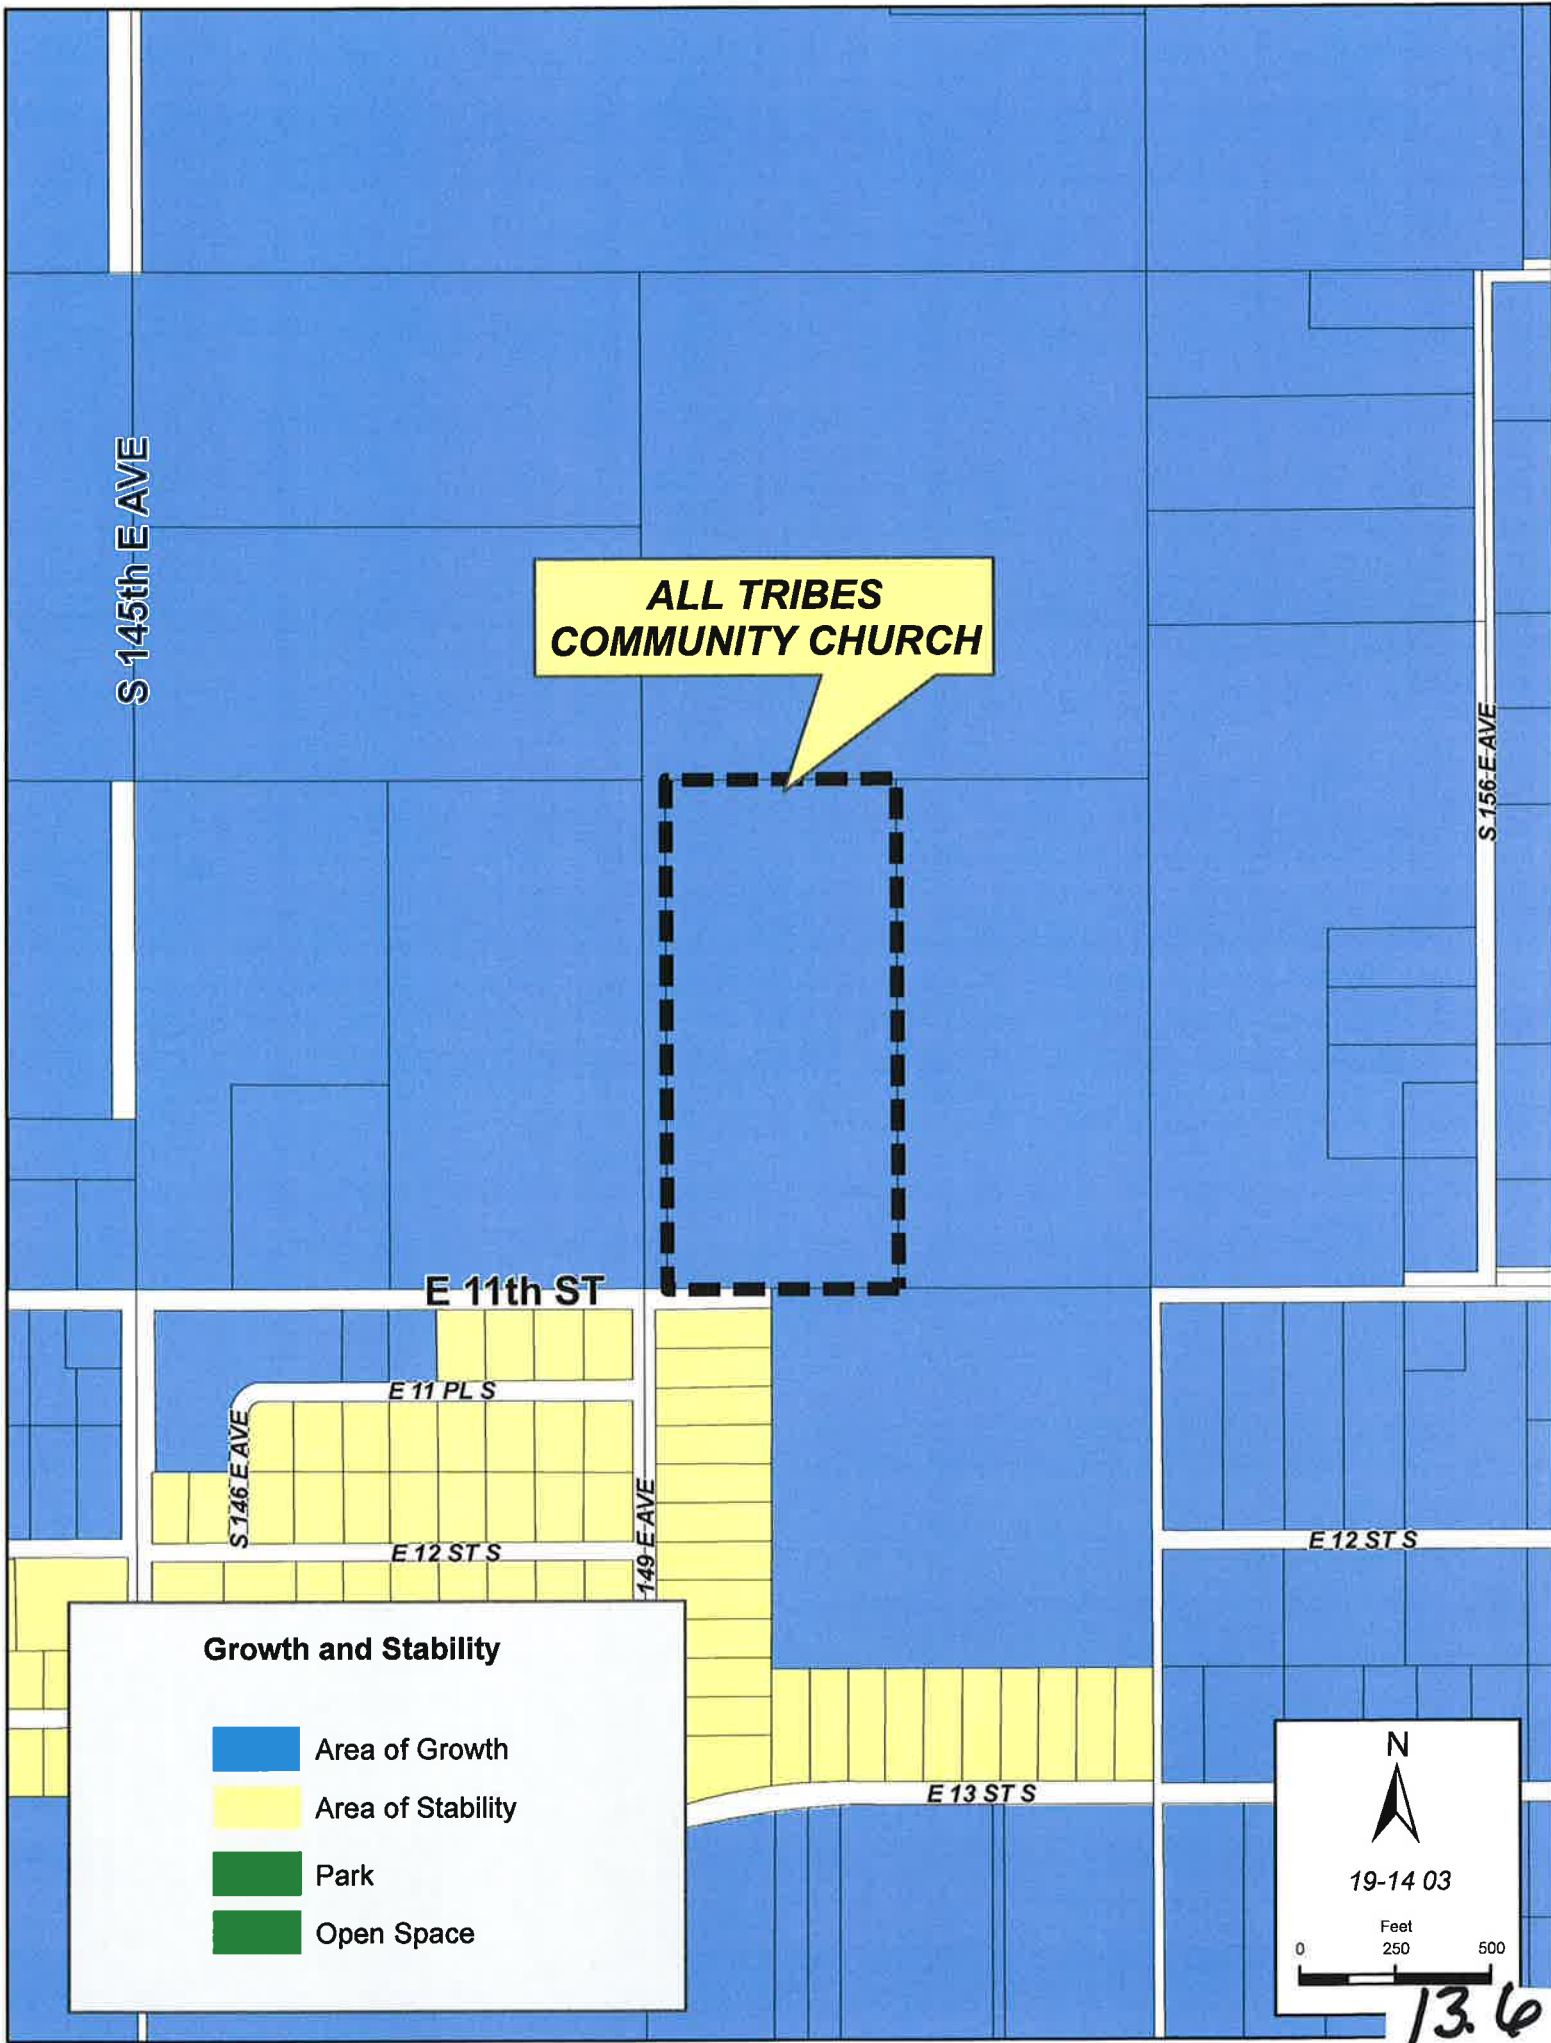 S 145th E AVE
ALL TRIBES
COMMUNITY CHURCH
S 156 E AVE
E 11th ST
E 11 PL S
S 146 E AVE
149 E AVE
E 12 ST S
E 12 ST S
E 13 ST S
Growth and Stability
Area of Growth
Area of Stability
Park
Open Space
N
19-14 03
Feet
0 250 500
13.6